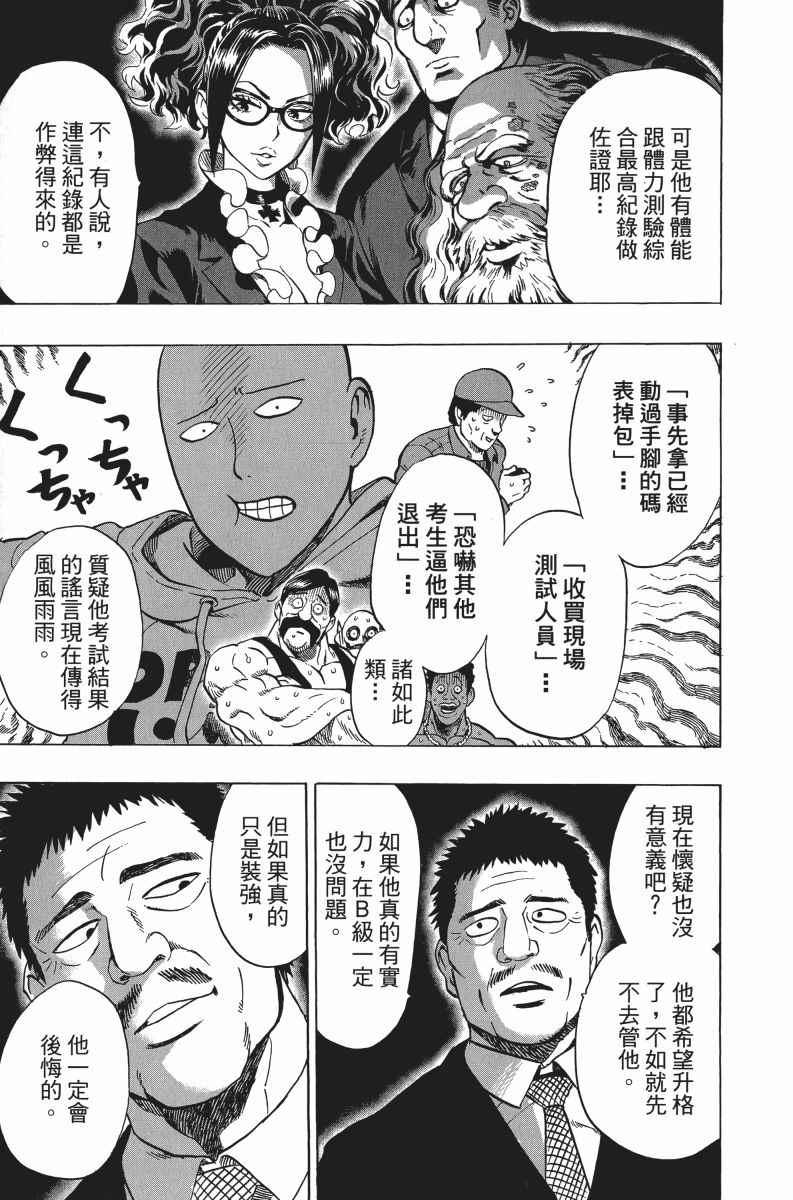 可是他有體能
跟體力測驗綜
合最高紀錄做
佐證耶…
不，有人說，
連這紀錄都是
作弊得來的。
「事先拿已經
動過手腳的碼
表掉包」…
「收買現場
測試人員」…
「恐嚇其他
考生逼他們
退出」…
諸如此
類…
くっちゃ
くっちゃ
質疑他考試結果
的謠言現在傳得
風風雨雨。
現在懷疑也沒
有意義吧？
他都希望升格
了，不如就先
不去管他。
如果他真的有實
力，在B級一定
也沒問題。
但如果真的
只是裝強，
他一定會
後悔的。